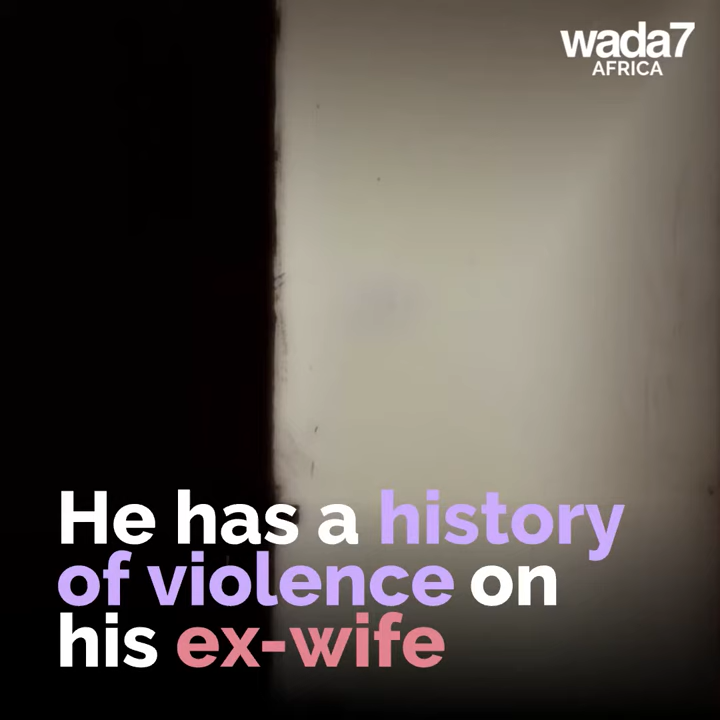 wada7
AFRICA
He has a history
of violence on
his ex-wife